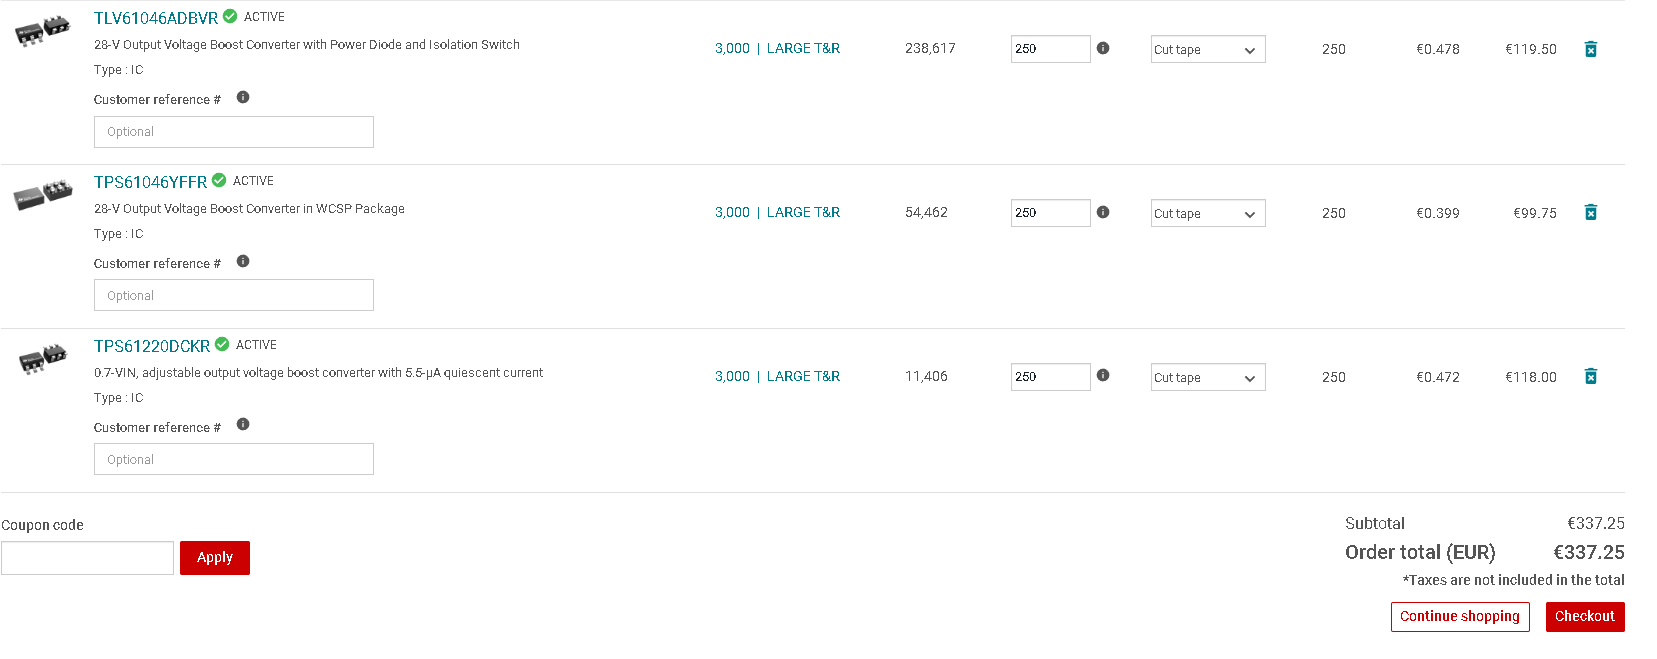 TLV61046ADBVR ACTIVE
28-V Output Voltage Boost Converter with Power Diode and Isolation Switch
3,000 | LARGE T&R 238,617 250 Cut tape 250 €0.478 €119.50
Type : IC
Customer reference #
Optional
TPS61046YFFR ACTIVE
28-V Output Voltage Boost Converter in WCSP Package
3,000 | LARGE T&R 54,462 250 Cut tape 250 €0.399 €99.75
Type : IC
Customer reference #
Optional
TPS61220DCKR ACTIVE
0.7-VIN, adjustable output voltage boost converter with 5.5-μA quiescent current
3,000 | LARGE T&R 11,406 250 Cut tape 250 €0.472 €118.00
Type : IC
Customer reference #
Optional
Coupon code
Apply
Subtotal €337.25
Order total (EUR) €337.25
*Taxes are not included in the total
Continue shopping Checkout